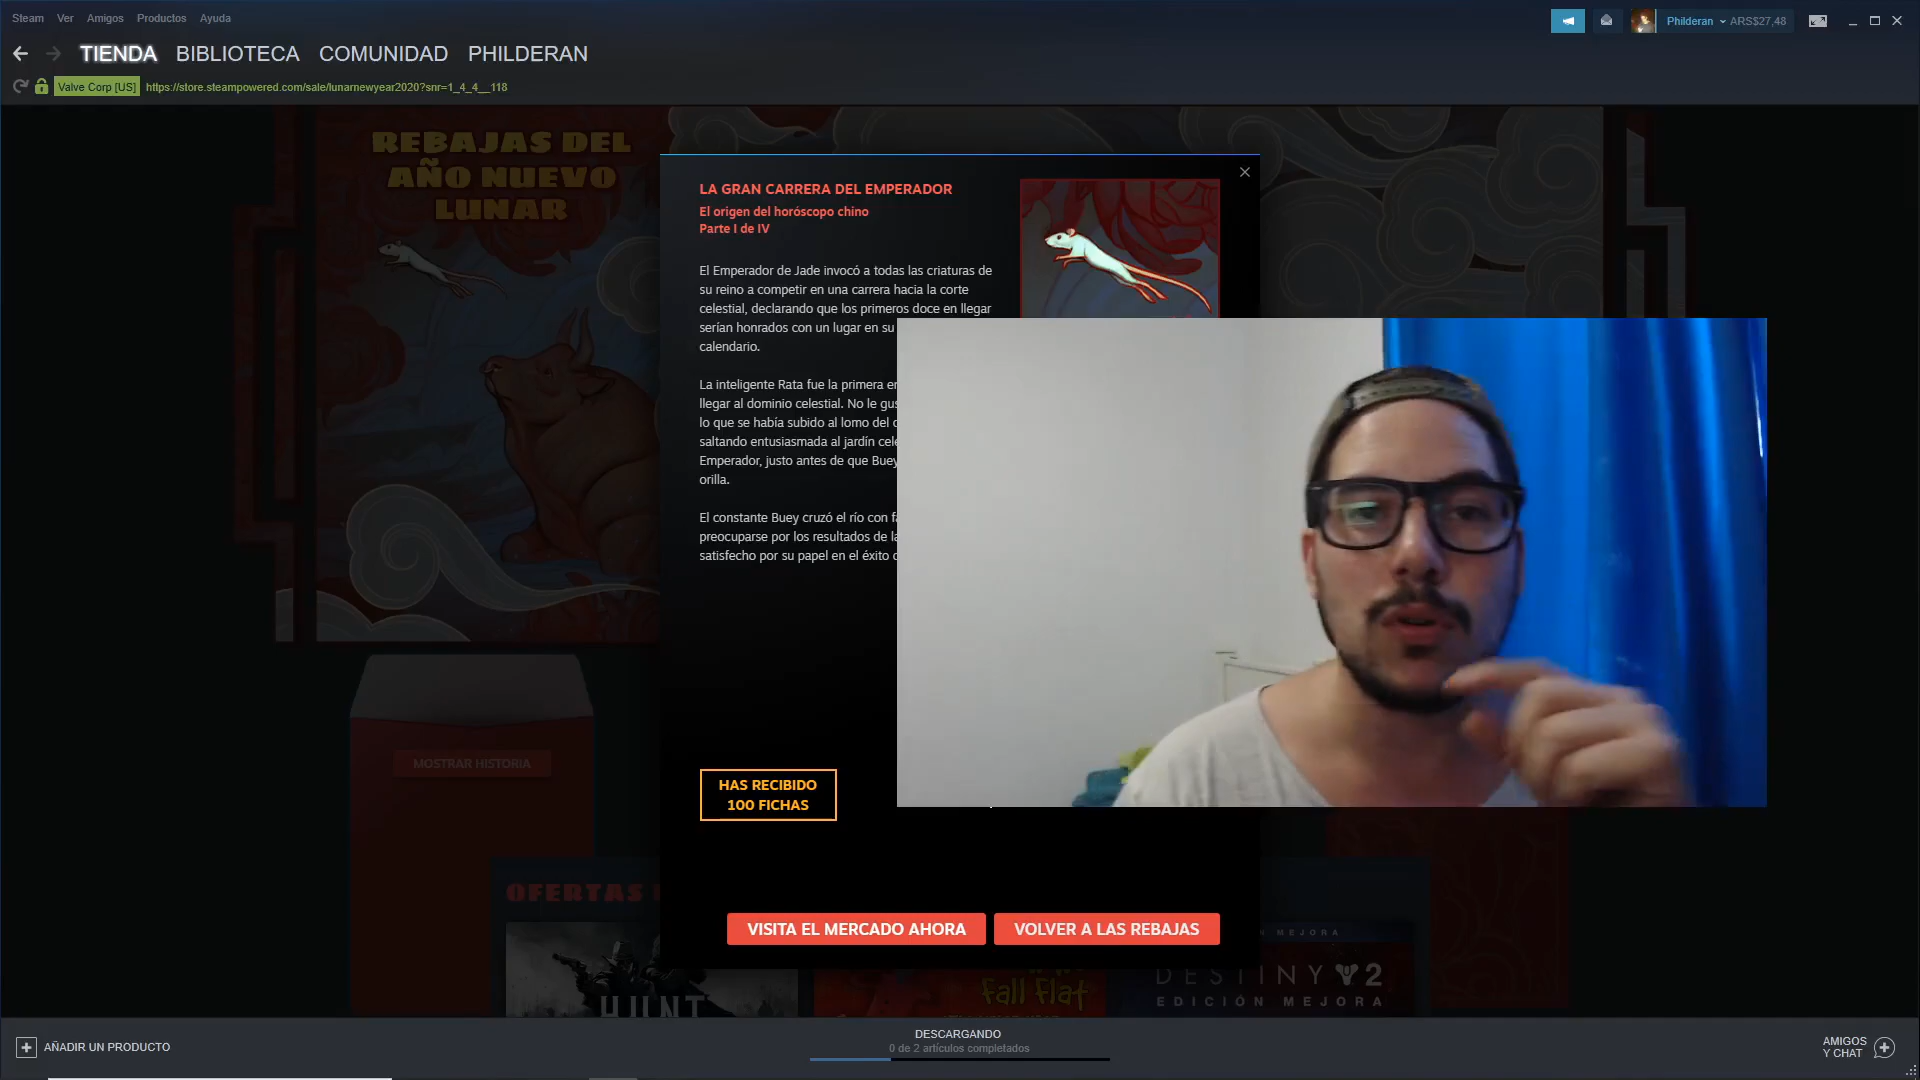 Steam Ver Amigos Productos Ayuda
Philderan ARS$27,48
TIENDA BIBLIOTECA COMUNIDAD PHILDERAN
Valve Corp [US] https://store.steampowered.com/sale/lunarnewyear2020?snr=1_4_4__118
REBAJAS DEL
AÑO NUEVO
LUNAR
LA GRAN CARRERA DEL EMPERADOR
El origen del horóscopo chino
Parte I de IV
El Emperador de Jade invocó a todas las criaturas de
su reino a competir en una carrera hacia la corte
celestial, declarando que los primeros doce en llegar
serían honrados con un lugar en su
calendario.
La inteligente Rata fue la primera
llegar al dominio celestial. No le
lo que se había subido al lomo del
saltando entusiasmada al jardín
Emperador, justo antes de que Buey
orilla.
El constante Buey cruzó el río con
preocuparse por los resultados de
satisfecho por su papel en el éxito
MOSTRAR HISTORIA
HAS RECIBIDO
100 FICHAS
OFERTAS
VISITA EL MERCADO AHORA VOLVER A LAS REBAJAS
HUNT
Fall Flat
MEJORA
DESTINY 2
EDICIÓN MEJORA
AÑADIR UN PRODUCTO
DESCARGANDO
0 de 2 artículos completados
AMIGOS
Y CHAT